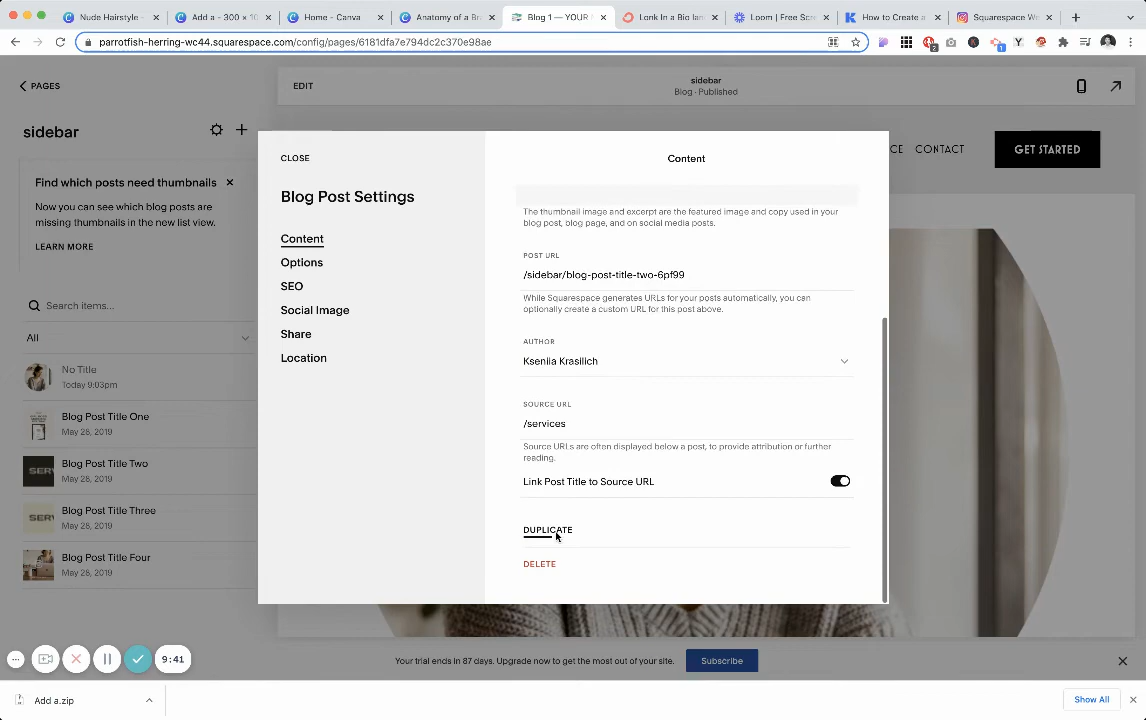 Nude Hairstyle -
Add a - 300 × 10
Home - Canva
Anatomy of a Bra
Blog 1 — YOUR
Lonk In a Bio lan
Loom | Free Scre
How to Create a
Squarespace We
parrotfish-herring-wc44.squarespace.com/config/pages/6181dfa7e794dc2c370e98ae
PAGES
EDIT
sidebar
Blog · Published
sidebar
CE CONTACT
GET STARTED
Find which posts need thumbnails
Now you can see which blog posts are
missing thumbnails in the new list view.
LEARN MORE
Search items...
All
No Title
Today 9:03pm
Blog Post Title One
May 28, 2019
Blog Post Title Two
May 28, 2019
Blog Post Title Three
May 28, 2019
Blog Post Title Four
May 28, 2019
CLOSE
Blog Post Settings
Content
Options
SEO
Social Image
Share
Location
Content
The thumbnail image and excerpt are the featured image and copy used in your
blog post, blog page, and on social media posts.
POST URL
/sidebar/blog-post-title-two-6pf99
While Squarespace generates URLs for your posts automatically, you can
optionally create a custom URL for this post above.
AUTHOR
Kseniia Krasilich
SOURCE URL
/services
Source URLs are often displayed below a post, to provide attribution or further
reading.
Link Post Title to Source URL
DUPLICATE
DELETE
9:41
Your trial ends in 87 days. Upgrade now to get the most out of your site.
Subscribe
Add a.zip
Show All